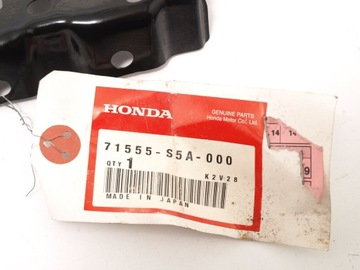 HONDA
GENUINE PARTS
Honda Motor Co., Ltd.
71555-S5A-000
QTY 1
K2V28
MADE IN JAPAN
14 14
9